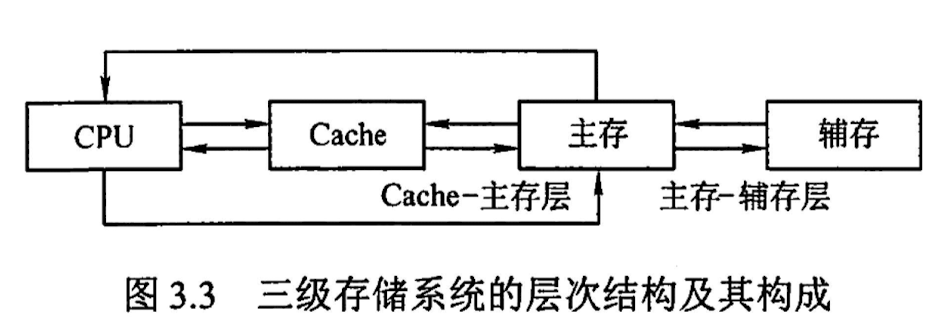 CPU
Cache
主存
辅存
Cache-主存层
主存-辅存层
图 3.3 三级存储系统的层次结构及其构成